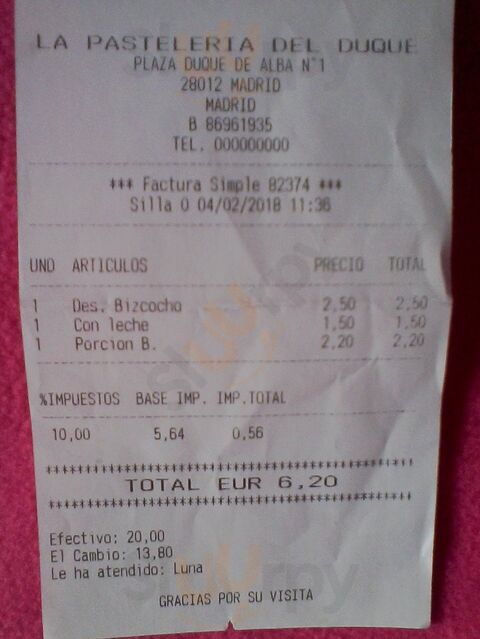 LA PASTELERIA DEL DUQUE
PLAZA DUQUE DE ALBA N°1
28012 MADRID
MADRID
B 86961935
TEL. 000000000
*** Factura Simple 82374 ***
Silla 0 04/02/2018 11:36
UND ARTICULOS PRECIO TOTAL
1 Des. Bizcocho 2,50 2,50
1 Con leche 1,50 1,50
1 Porcion B. 2,20 2,20
%IMPUESTOS BASE IMP. IMP.TOTAL
10,00 5,64 0,56
TOTAL EUR 6,20
Efectivo: 20,00
El Cambio: 13,80
Le ha atendido: Luna
GRACIAS POR SU VISITA